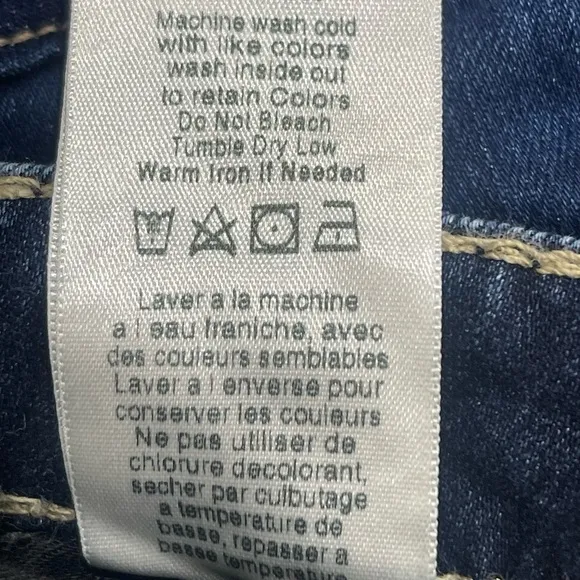 Machine wash cold
with like colors
wash inside out
to retain Colors
Do Not Bleach
Tumble Dry Low
Warm Iron If Needed
Laver a la machine
a l eau franiche, avec
des couleurs semblables
Laver a l enverse pour
conserver les couleurs
Ne pas utiliser de
chlorure decolorant,
secher par culbutage
a temperature de
basse, repasser a
basse temperature